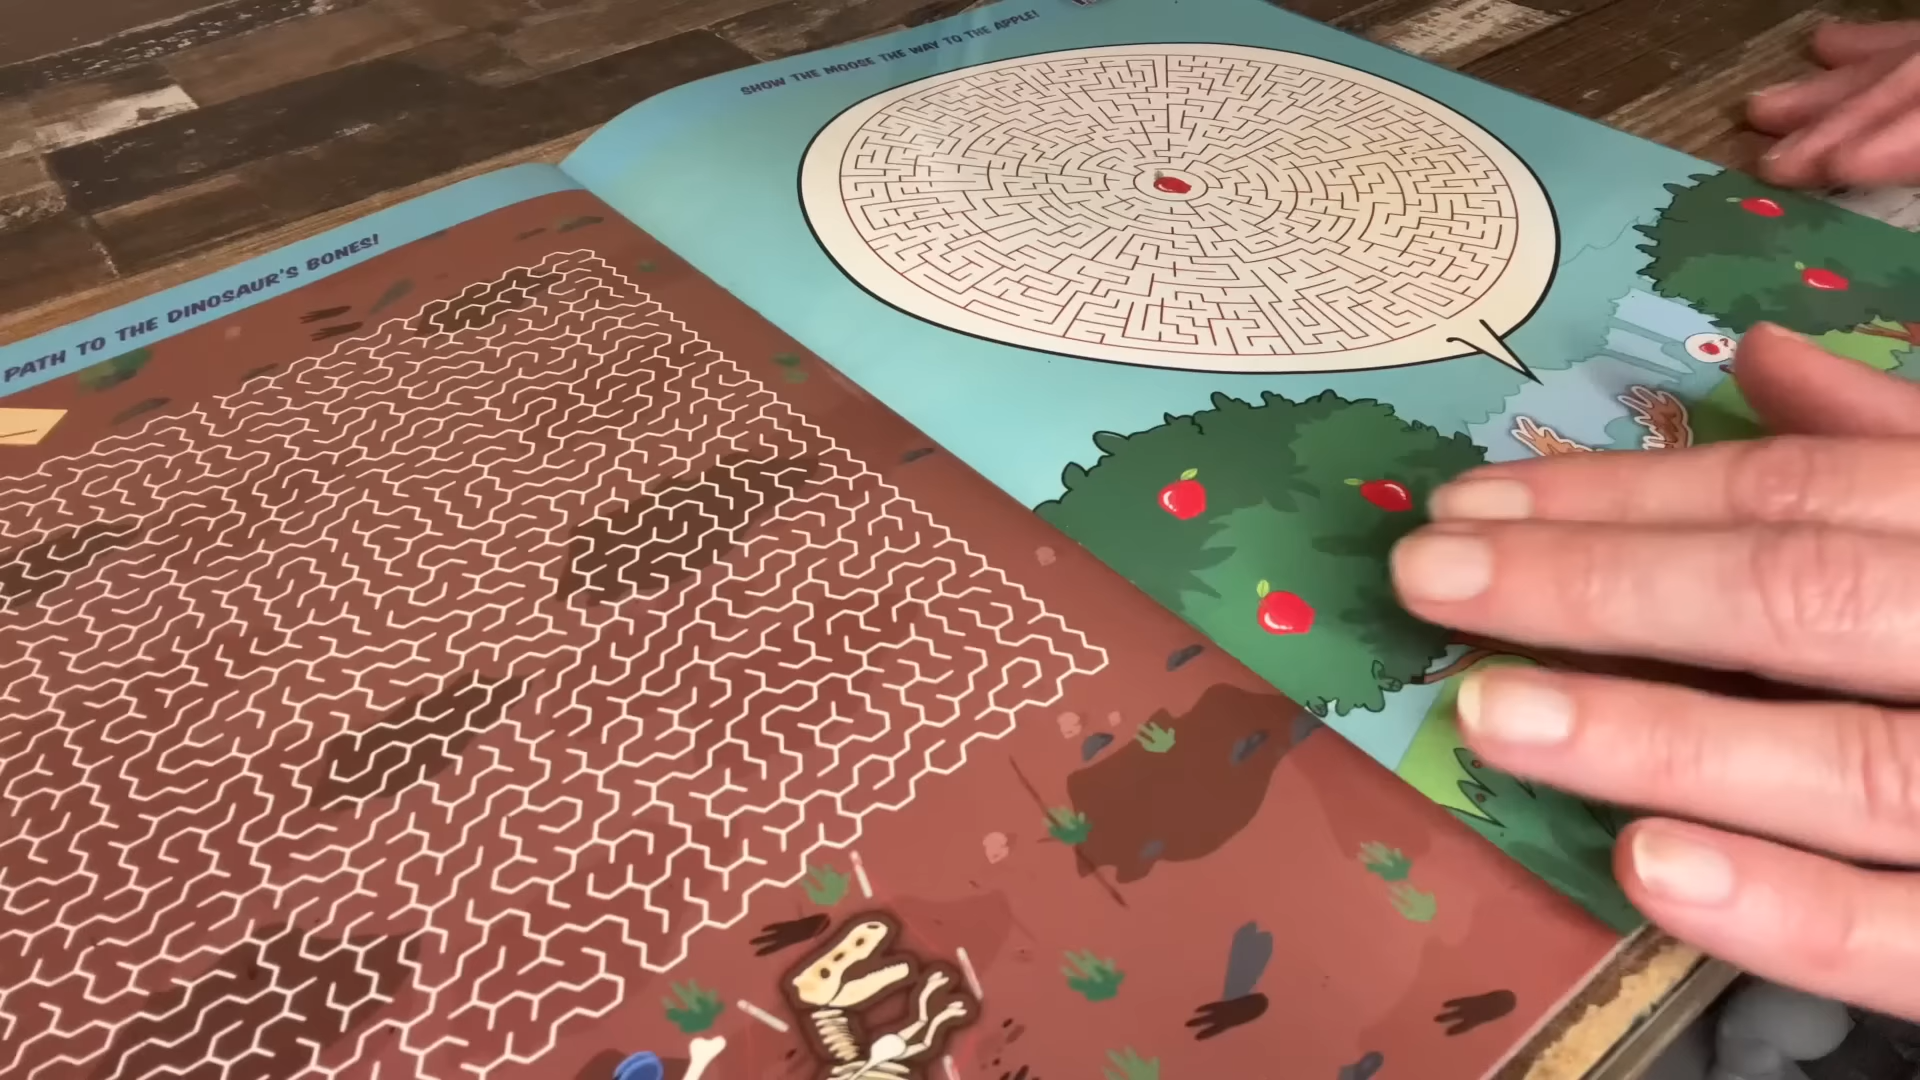 PATH TO THE DINOSAUR'S BONES!
SHOW THE MOOSE THE WAY TO THE APPLE!